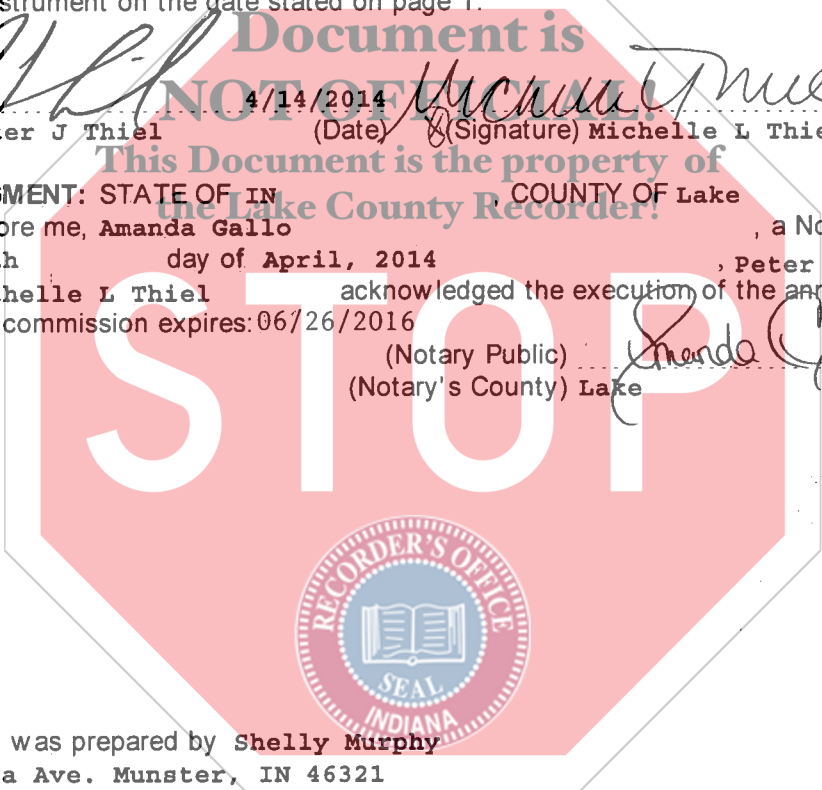 strument on the date stated on page 1.
Document is
NOT OFFICIAL!
4/14/2014
er J Thiel (Date) (Signature) Michelle L Thie
This Document is the property of
the Lake County Recorder!
MENT: STATE OF IN , COUNTY OF Lake
ore me, Amanda Gallo , a No
h day of April, 2014 , Peter
helle L Thiel acknowledged the execution of the ann
commission expires: 06/26/2016
(Notary Public) Amanda
(Notary's County) Lake
STOP
RECORDER'S OFFICE
SEAL
INDIANA
was prepared by Shelly Murphy
a Ave. Munster, IN 46321